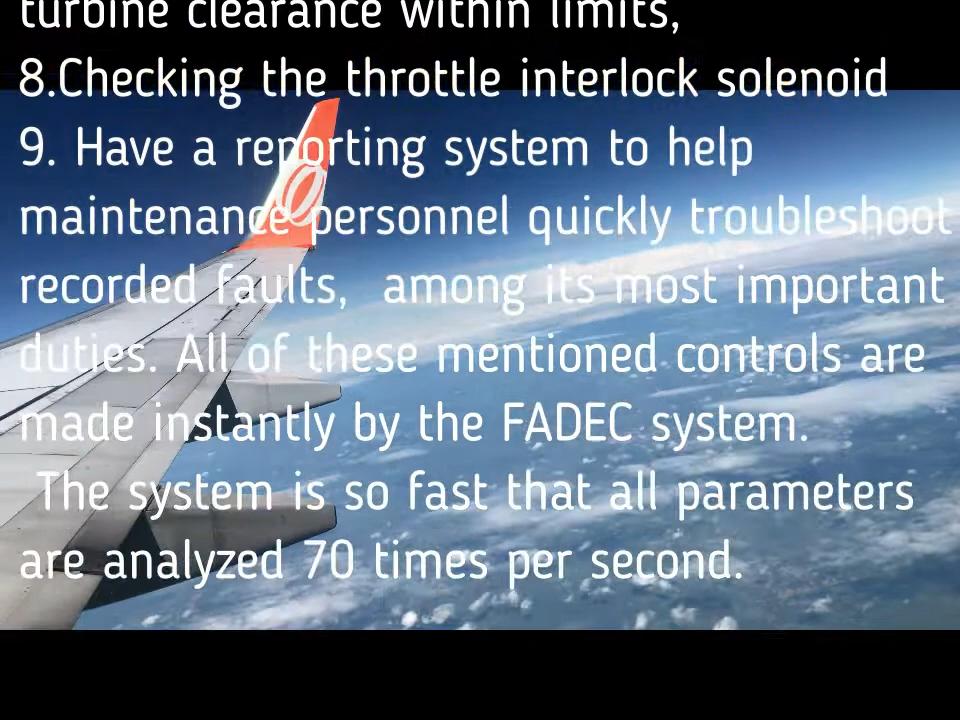 turbine clearance within limits,
8.Checking the throttle interlock solenoid
9. Have a reporting system to help
maintenance personnel quickly troubleshoot
recorded faults,  among its most important
duties. All of these mentioned controls are
made instantly by the FADEC system.
The system is so fast that all parameters
are analyzed 70 times per second.